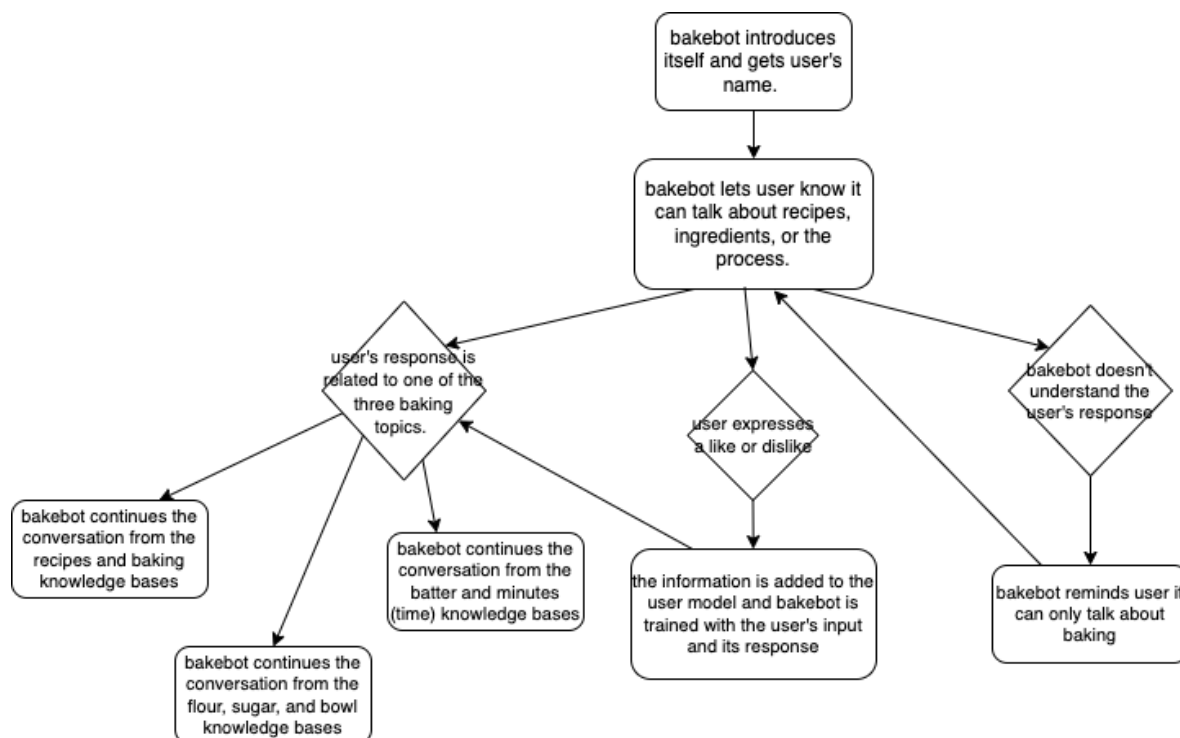 bakebot introduces
itself and gets user's
name.
bakebot lets user know it
can talk about recipes,
ingredients, or the
process.
user's response is
related to one of the
three baking
topics.
user expresses
a like or dislike
bakebot doesn't
understand the
user's response
bakebot continues the
conversation from the
recipes and baking
knowledge bases
bakebot continues the
conversation from the
batter and minutes
(time) knowledge bases
the information is added to the
user model and bakebot is
trained with the user's input
and its response
bakebot reminds user it
can only talk about
baking
bakebot continues the
conversation from the
flour, sugar, and bowl
knowledge bases